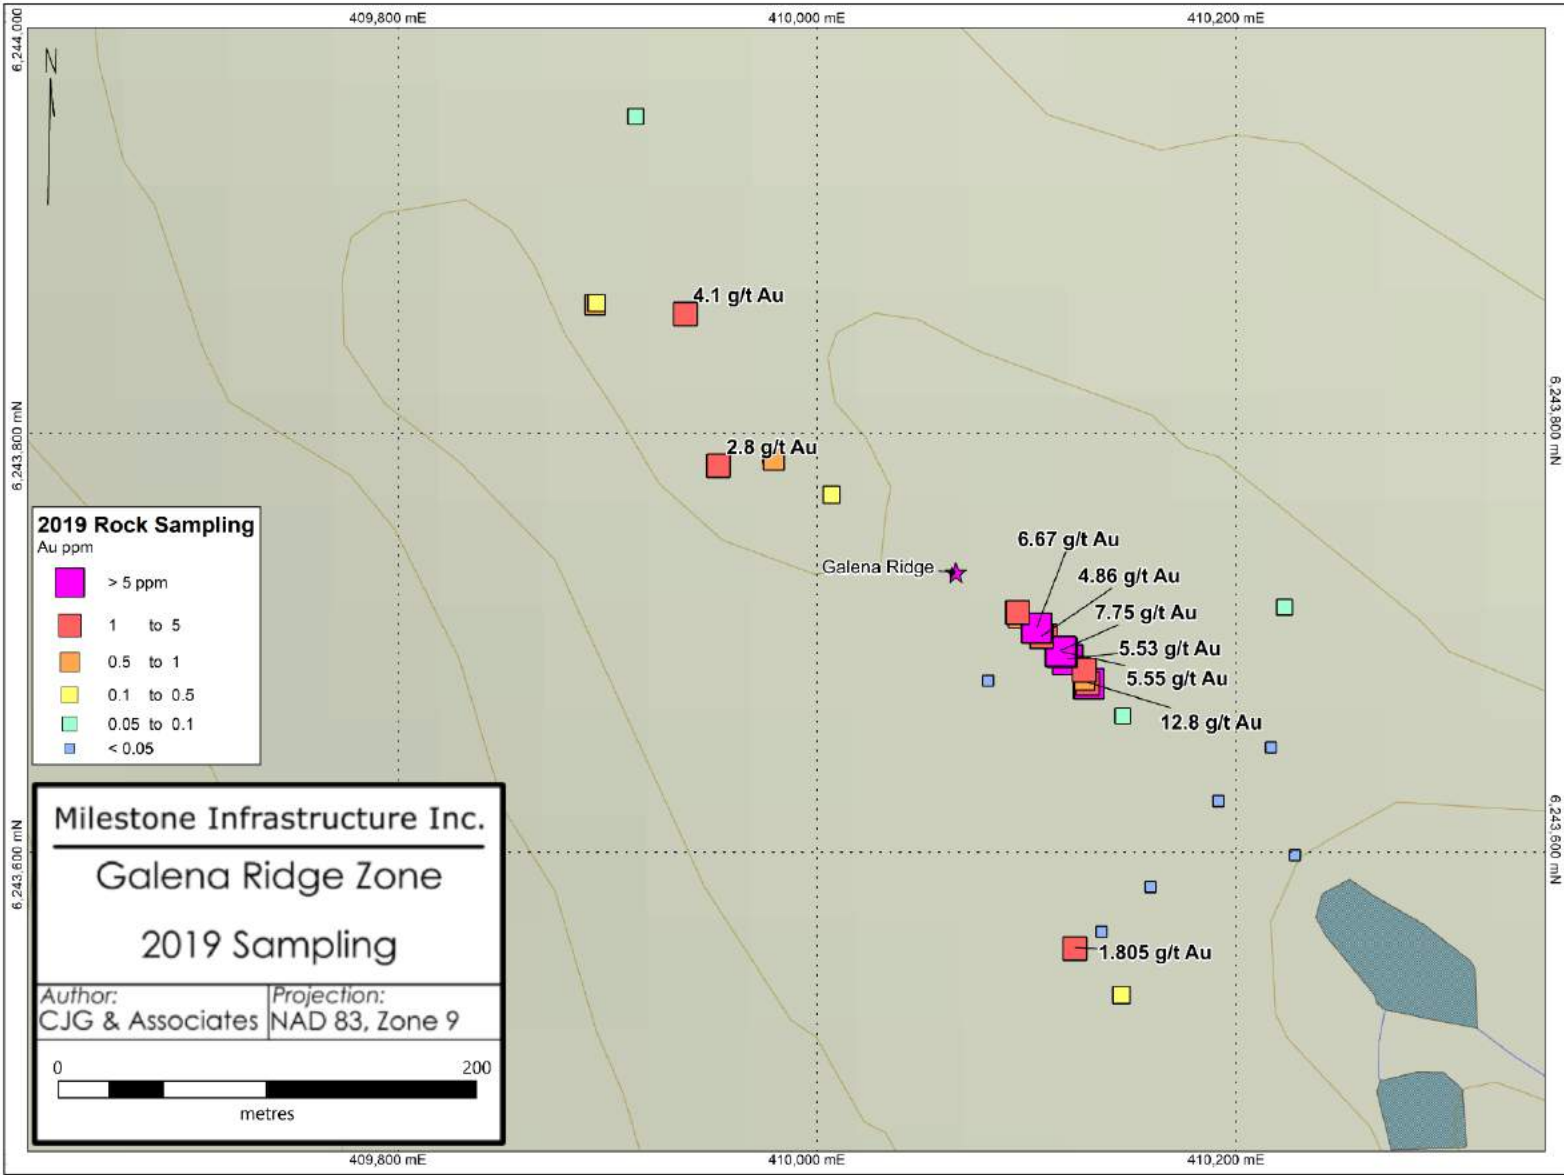 409,800 mE
410,000 mE
410,200 mE
6,244,000
N
4.1 g/t Au
6,243,800 mN
6,243,800 mN
2.8 g/t Au
2019 Rock Sampling
Au ppm
> 5 ppm
1 to 5
0.5 to 1
0.1 to 0.5
0.05 to 0.1
< 0.05
6.67 g/t Au
Galena Ridge
4.86 g/t Au
7.75 g/t Au
5.53 g/t Au
5.55 g/t Au
12.8 g/t Au
6,243,600 mN
6,243,600 mN
1.805 g/t Au
Milestone Infrastructure Inc.
Galena Ridge Zone
2019 Sampling
Author:
CJG & Associates
Projection:
NAD 83, Zone 9
0 200
metres
409,800 mE
410,000 mE
410,200 mE